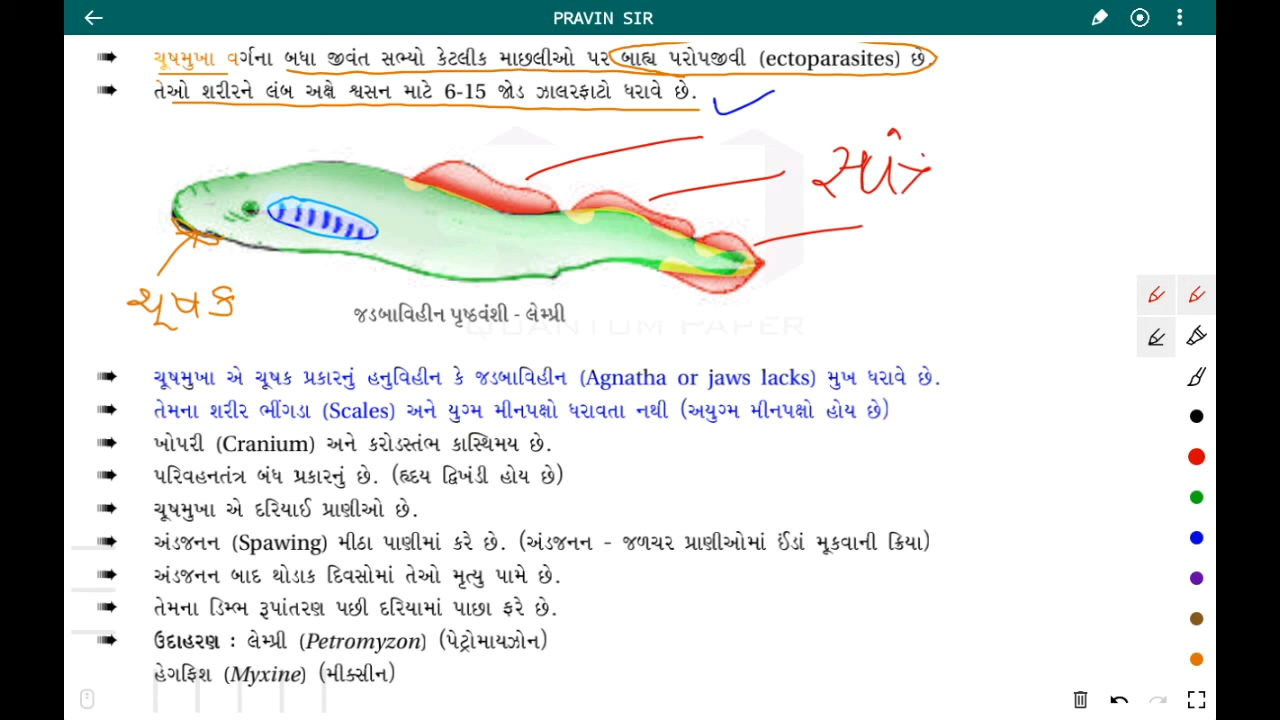 PRAVIN SIR
ચૂષમુખા વર્ગના બધા જીવંત સભ્યો કેટલીક માછલીઓ પર બાહ્ય પરોપજીવી (ectoparasites) છે
તેઓ શરીરને લંબ અક્ષે શ્વસન માટે 6-15 જોડ ઝાલરફાટો ધરાવે છે.
ચૂષક
જડબાવિહીન પૃષ્ઠવંશી - લેમ્પ્રી
QUANTUM PAPER
ચૂષમુખા એ ચૂષક પ્રકારનું હનુવિહીન કે જડબાવિહીન (Agnatha or jaws lacks) મુખ ધરાવે છે.
તેમના શરીર ભીંગડા (Scales) અને યુગ્મ મીનપક્ષો ધરાવતા નથી (અયુગ્મ મીનપક્ષો હોય છે)
ખોપરી (Cranium) અને કરોડસ્તંભ કાસ્થિમય છે.
પરિવહનતંત્ર બંધ પ્રકારનું છે. (હૃદય દ્વિખંડી હોય છે)
ચૂષમુખા એ દરિયાઈ પ્રાણીઓ છે.
અંડજનન (Spawing) મીઠા પાણીમાં કરે છે. (અંડજનન - જળચર પ્રાણીઓમાં ઈંડાં મૂકવાની ક્રિયા)
અંડજનન બાદ થોડાક દિવસોમાં તેઓ મૃત્યુ પામે છે.
તેમના ડિમ્ભ રૂપાંતરણ પછી દરિયામાં પાછા ફરે છે.
ઉદાહરણ : લેમ્પ્રી (Petromyzon) (પેટ્રોમાયઝોન)
હેગફિશ (Myxine) (મીક્સીન)